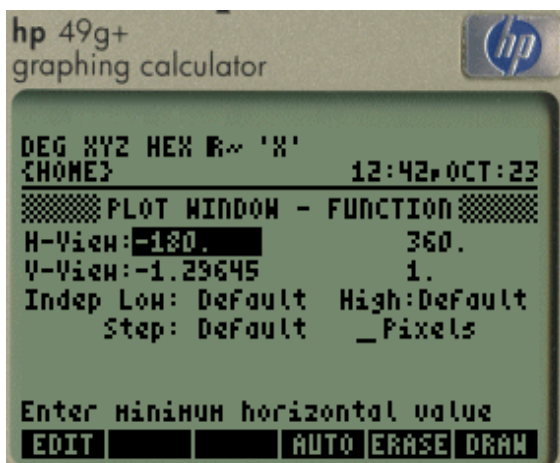 hp 49g+
hp
graphing calculator
DEG XYZ HEX R~ 'X'
{HOME} 12:42,OCT:23
PLOT WINDOW - FUNCTION
H-View:-180. 360.
V-View:-1.29645 1.
Indep Low: Default High:Default
Step: Default _Pixels
Enter minimum horizontal value
EDIT AUTO ERASE DRAW